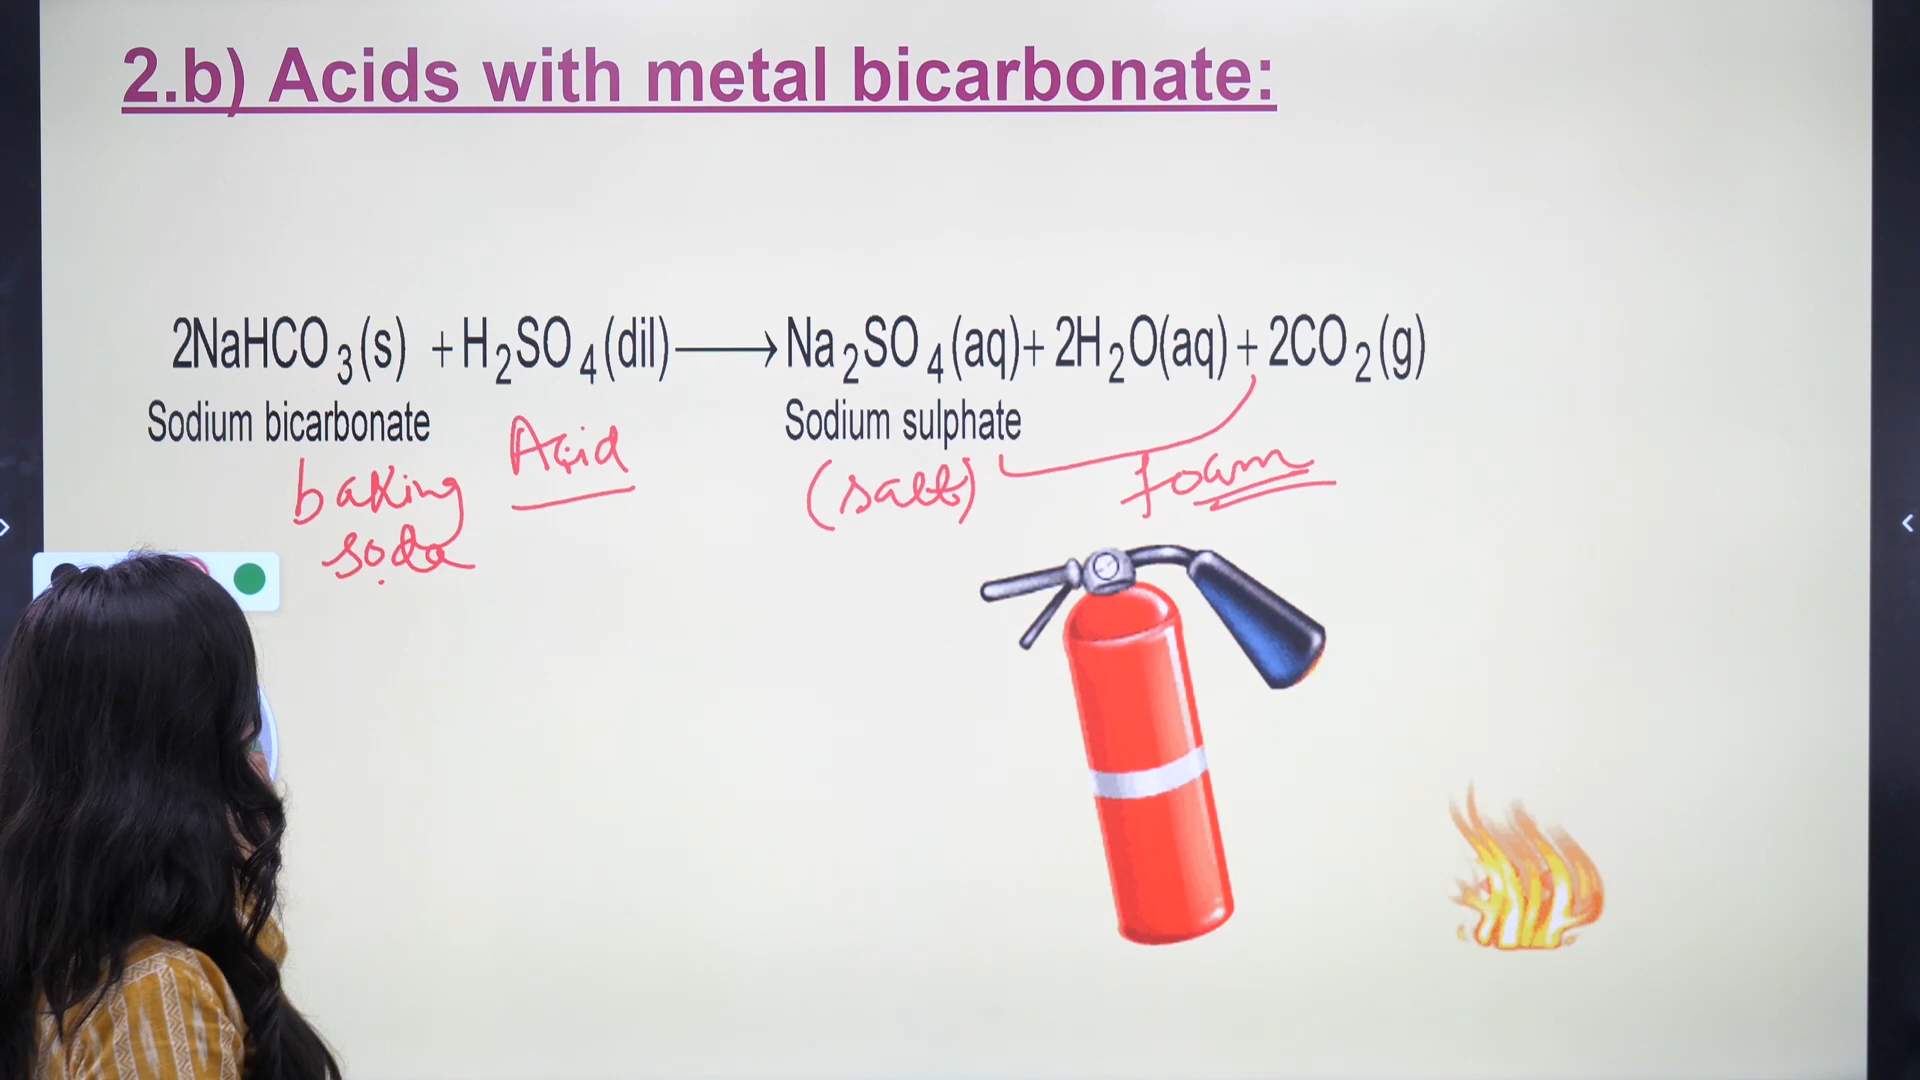 2.b) Acids with metal bicarbonate:
2NaHCO3(s) + H2SO4(dil) ⟶ Na2SO4(aq) + 2H2O(aq) + 2CO2(g)
Sodium bicarbonate Sodium sulphate
Acid
baking
soda
(salt)
foam